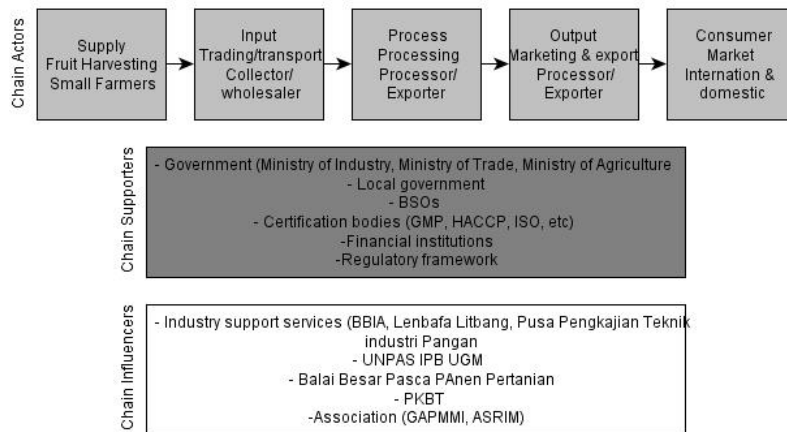 Chain Actors
Supply
Fruit Harvesting
Small Farmers
Input
Trading/transport
Collector/
wholesaler
Process
Processing
Processor/
Exporter
Output
Marketing & export
Processor/
Exporter
Consumer
Market
Internation &
domestic
Chain Supporters
- Government (Ministry of Industry, Ministry of Trade, Ministry of Agriculture
- Local government
- BSOs
- Certification bodies (GMP, HACCP, ISO, etc)
-Financial institutions
-Regulatory framework
Chain Influencers
- Industry support services (BBIA, Lenbafa Litbang, Pusa Pengkajian Teknik
industri Pangan
- UNPAS IPB UGM
- Balai Besar Pasca PAnen Pertanian
- PKBT
-Association (GAPMMI, ASRIM)